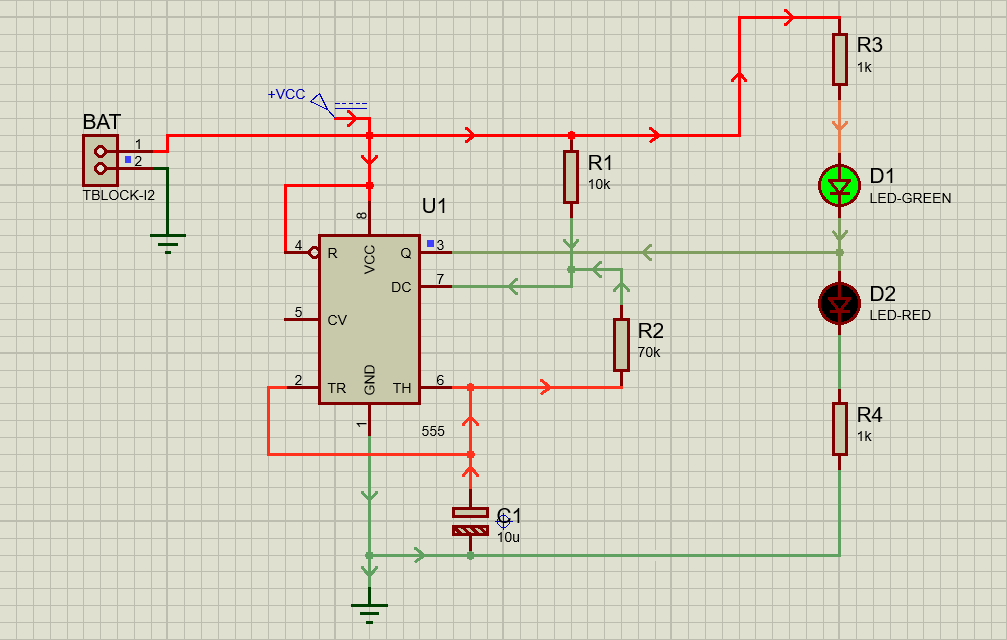 R3
1k
+VCC
BAT
1
2
TBLOCK-I2
R1
10k
D1
LED-GREEN
U1
8
4
R
VCC
Q
3
DC
7
5
CV
D2
LED-RED
R2
70k
2
TR
GND
TH
6
1
555
R4
1k
C1
10u